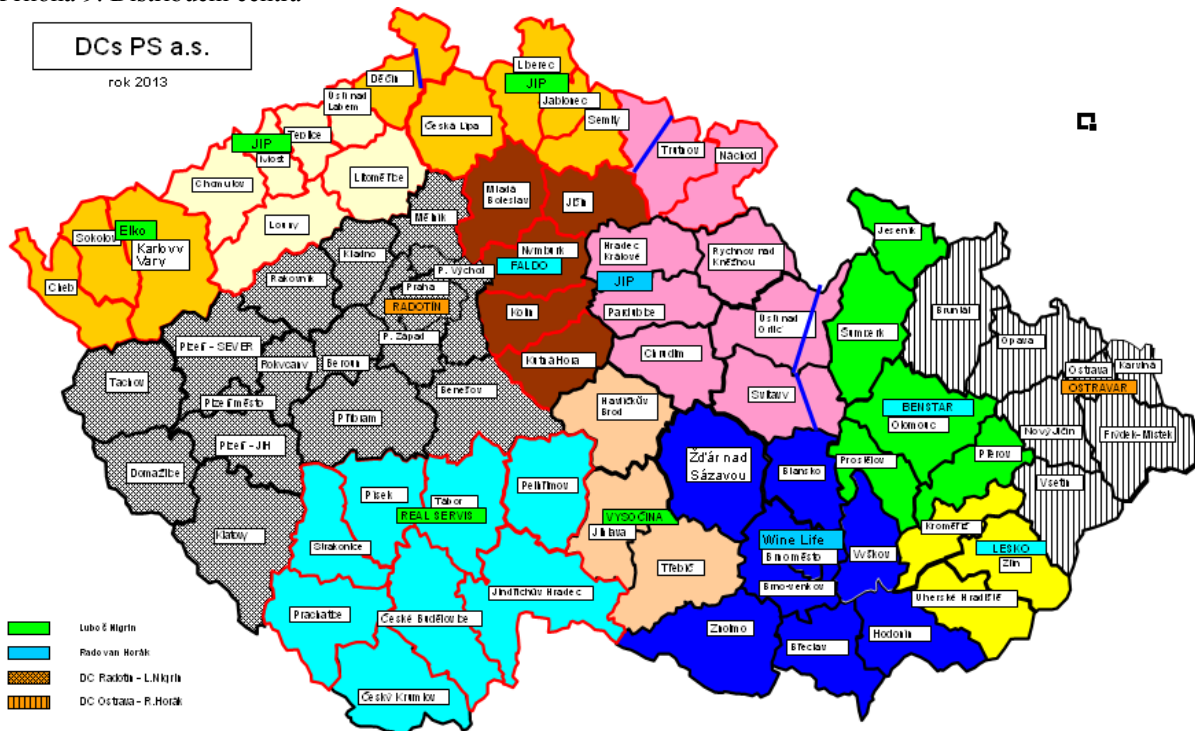 Příloha 9: Distribuční centra
DCs PS a.s.
rok 2013
Děčín
Liberec
JIP
Jablonec
Semily
Ústí nad
Labem
Česká Lípa
Teplice
JIP
Most
Trutnov
Náchod
Chomutov
Litoměřice
Mladá
Boleslav
Jičín
Louny
Mělník
Jeseník
Sokolov
Elko
Karlovy
Vary
Cheb
Kladno
Rakovník
P. Východ
Praha
RADOTÍN
Nymburk
FALDO
Hradec
Králové
JIP
Rychnov nad
Kněžnou
Bruntál
Kolín
Pardubice
Ústí nad
Orlicí
Šumperk
Opava
Plzeň - SEVER
Rokycany
Beroun
P. Západ
Kutná Hora
Chrudim
Ostrava
Karviná
OSTRAVAR
Tachov
Benešov
Plzeň město
Příbram
Havlíčkův
Brod
Svitavy
BENSTAR
Olomouc
Nový Jičín
Frýdek-Místek
Plzeň - JIH
Domažlice
Žďár nad
Sázavou
Blansko
Prostějov
Přerov
Vsetín
Písek
Tábor
Pelhřimov
REAL SERVIS
VYSOČINA
Jihlava
Klatovy
Strakonice
Kroměříž
Wine Life
Brno město
Vyškov
LESKO
Zlín
Třebíč
Brno-venkov
Jindřichův Hradec
Uherské Hradiště
Prachatice
České Budějovice
Znojmo
Hodonín
Břeclav
Český Krumlov
Luboš Nigrin
Radovan Horák
DC Radotín - L.Nigrin
DC Ostrava - R.Horák